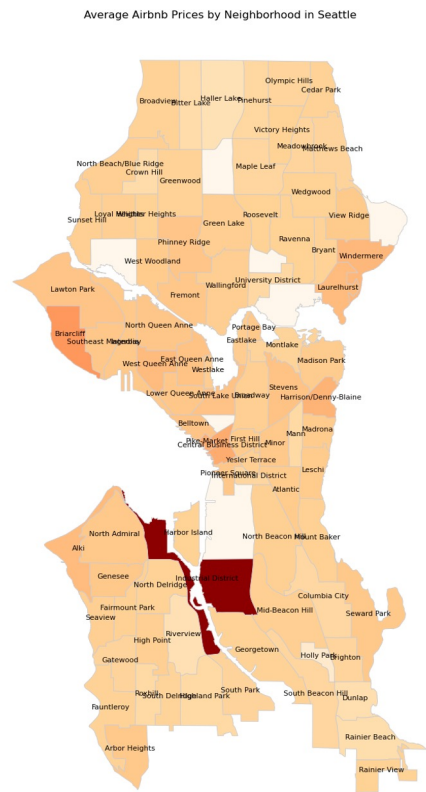 Average Airbnb Prices by Neighborhood in Seattle
Olympic Hills
Cedar Park
Broadview
Bitter Lake
Haller Lake
Pinehurst
Victory Heights
Meadowbrook
Matthews Beach
North Beach/Blue Ridge
Crown Hill
Greenwood
Maple Leaf
Wedgwood
Sunset Hill
Loyal Heights
Whittier Heights
Green Lake
Roosevelt
View Ridge
Phinney Ridge
Ravenna
Bryant
Windermere
West Woodland
Lawton Park
Fremont
Wallingford
University District
Laurelhurst
North Queen Anne
Portage Bay
Briarcliff
Southeast Magnolia
Interbay
Eastlake
Montlake
West Queen Anne
East Queen Anne
Westlake
Madison Park
Lower Queen Anne
South Lake Union
Broadway
Stevens
Harrison/Denny-Blaine
Belltown
Pike-Market
First Hill
Central Business District
Minor
Mann
Madrona
Yesler Terrace
Pioneer Square
International District
Leschi
Atlantic
North Admiral
Harbor Island
North Beacon Hill
Mount Baker
Alki
Genesee
North Delridge
Industrial District
Columbia City
Fairmount Park
Seaview
Mid-Beacon Hill
Seward Park
High Point
Riverview
Georgetown
Holly Park
Brighton
Gatewood
Roxhill
South Delridge
Highland Park
South Park
South Beacon Hill
Dunlap
Fauntleroy
Arbor Heights
Rainier Beach
Rainier View